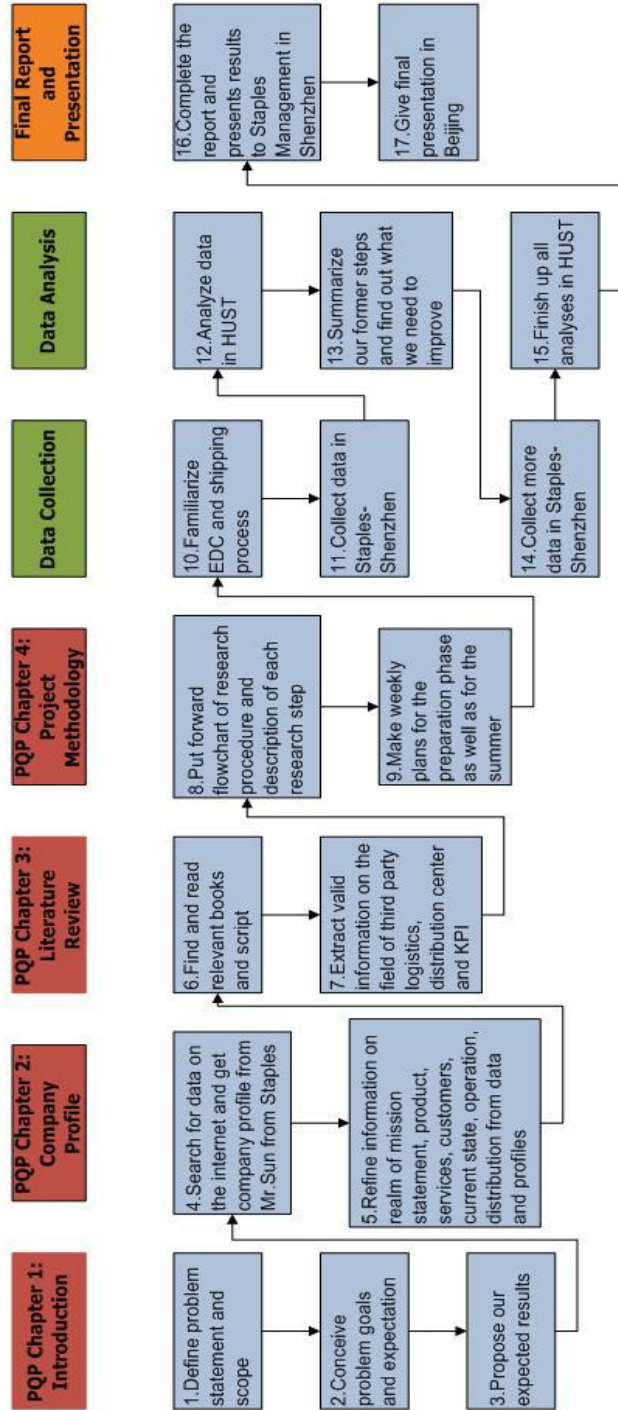 PQP Chapter 1:
Introduction
1.Define problem
statement and
scope
2. Conceive
problem goals
and expectation
3. Propose our
expected results
PQP Chapter 2:
Company
Profile
4.Search for data on
the internet and get
company profile from
Mr.Sun from Staples
5.Refine information on
realm of mission
statement, product,
services, customers,
current state, operation,
distribution from data
and profiles
PQP Chapter 3:
Literature
Review
6.Find and read
relevant books
and script
7.Extract valid
information on the
field of third party
logistics,
distribution center
and KPI
PQP Chapter 4:
Project
Methodology
8.Put forward
flowchart of research
procedure and
description of each
research step
9.Make weekly
plans for the
preparation phase
as well as for the
summer
Data Collection
10.Familiarize
EDC and shipping
process
11.Collect data in
Staples-
Shenzhen
14.Collect more
data in Staples-
Shenzhen
Data Analysis
12.Analyze data
in HUST
13.Summarize
our former steps
and find out what
we need to
improve
15.Finish up all
analyses in HUST
Final Report
and
Presentation
16.Complete the
report and
presents results
to Staples
Management in
Shenzhen
17.Give final
presentation in
Beijing